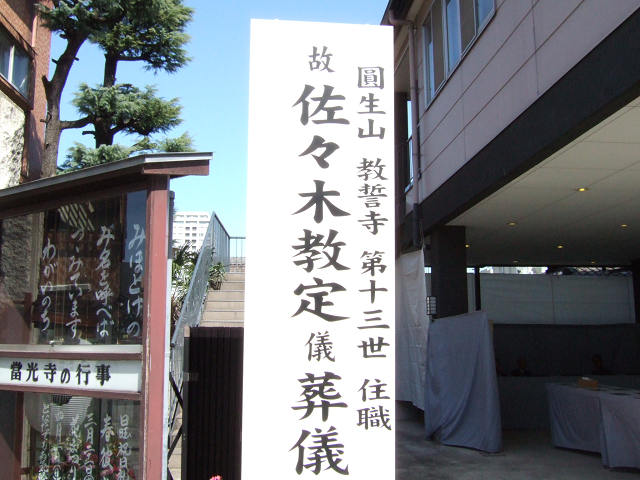 圓生山 教誓寺 第十三世 住職
故 佐々木教定 儀 葬儀
みほとけの
み名を呼べば
わがいのち
當光寺の行事